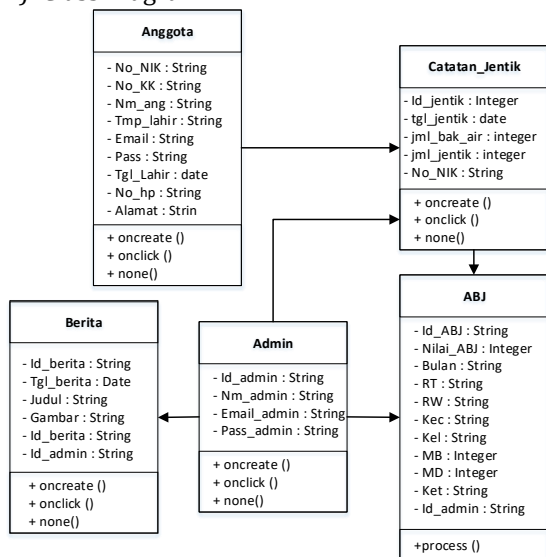 Anggota
- No_NIK : String
- No_KK : String
- Nm_ang : String
- Tmp_lahir : String
- Email : String
- Pass : String
- Tgl_Lahir : date
- No_hp : String
- Alamat : Strin
+ oncreate ()
+ onclick ()
+ none()
Catatan_Jentik
- Id_jentik : Integer
- tgl_jentik : date
- jml_bak_air : integer
- jml_jentik : integer
- No_NIK : String
+ oncreate ()
+ onclick ()
+ none()
Berita
- Id_berita : String
- Tgl_berita : Date
- Judul : String
- Gambar : String
- Id_berita : String
- Id_admin : String
+ oncreate ()
+ onclick ()
+ none()
Admin
- Id_admin : String
- Nm_admin : String
- Email_admin : String
- Pass_admin : String
+ oncreate ()
+ onclick ()
+ none()
ABJ
- Id_ABJ : String
- Nilai_ABJ : Integer
- Bulan : String
- RT : String
- RW : String
- Kec : String
- Kel : String
- MB : Integer
- MD : Integer
- Ket : String
- Id_admin : String
+process ()